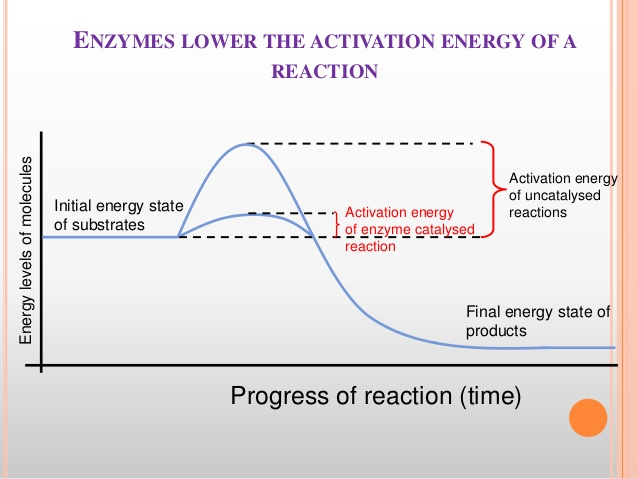 ENZYMES LOWER THE ACTIVATION ENERGY OF A
REACTION
Energy levels of molecules
Initial energy state
of substrates
Activation energy
of enzyme catalysed
reaction
Activation energy
of uncatalysed
reactions
Final energy state of
products
Progress of reaction (time)